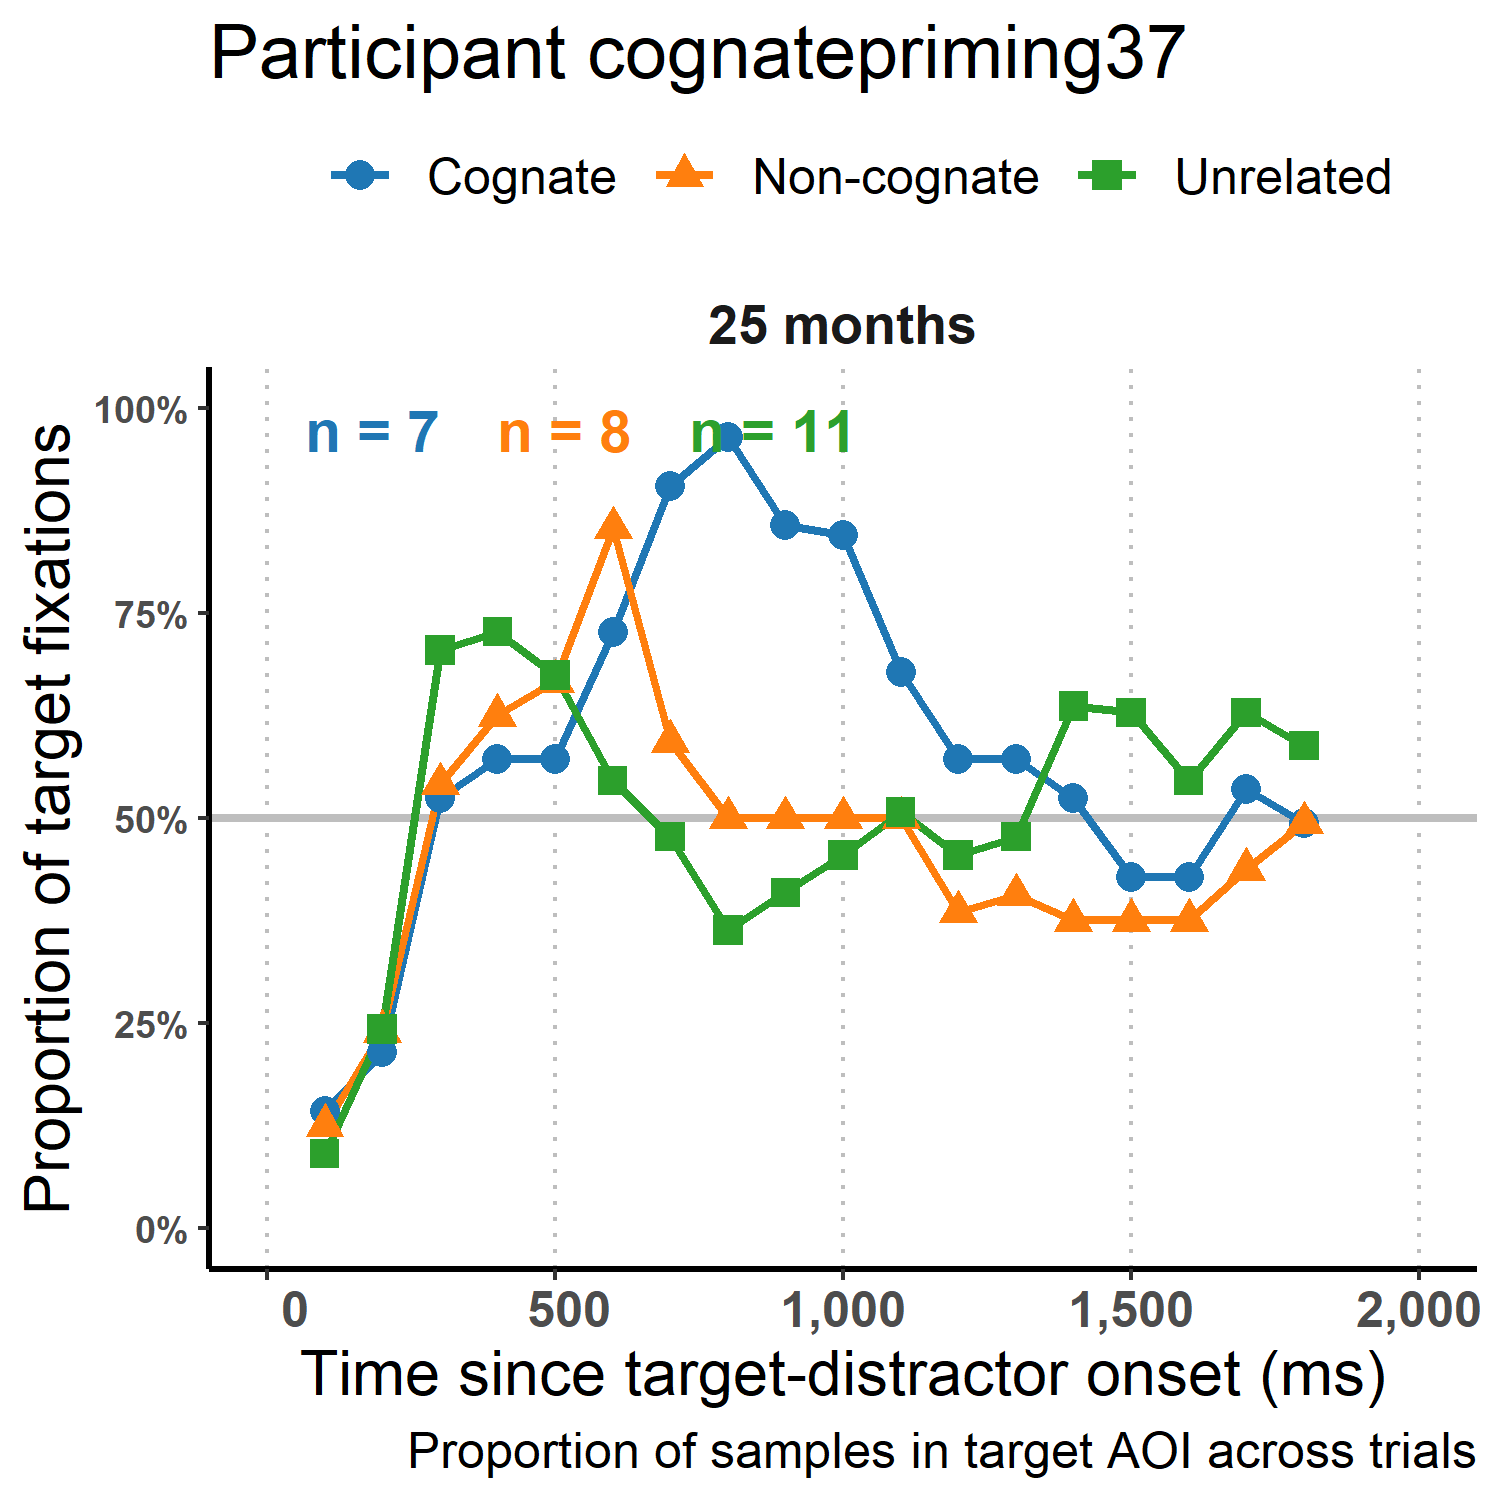 Participant cognatepriming37
Cognate Non-cognate Unrelated
25 months
n = 7 n = 8 n = 11
100%
75%
50%
25%
0%
Proportion of target fixations
0 500 1,000 1,500 2,000
Time since target-distractor onset (ms)
Proportion of samples in target AOI across trials